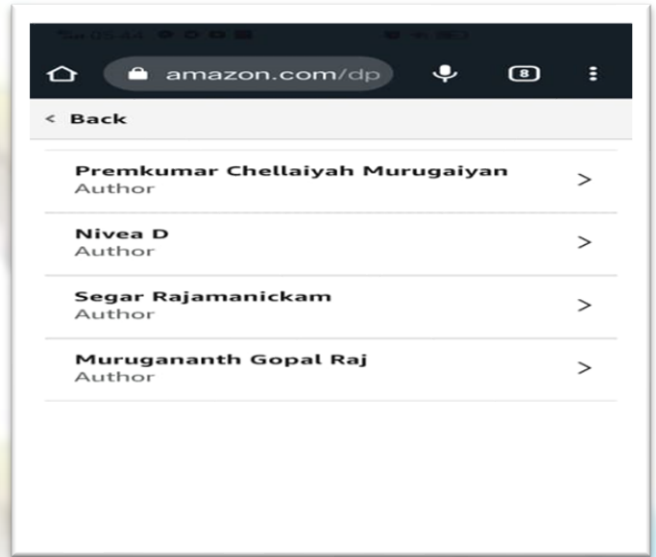 amazon.com/dp
8
< Back
Premkumar Chellaiyah Murugaiyan
Author
>
Nivea D
Author
>
Segar Rajamanickam
Author
>
Murugananth Gopal Raj
Author
>